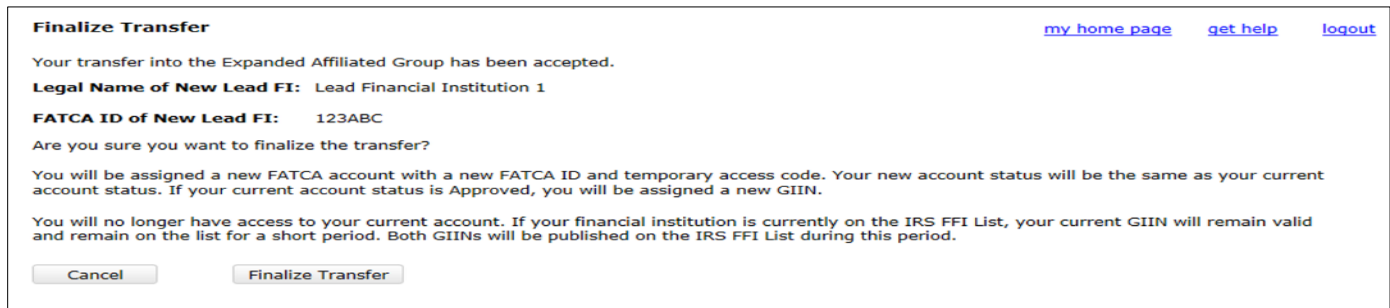 Finalize Transfer
my home page get help logout
Your transfer into the Expanded Affiliated Group has been accepted.
Legal Name of New Lead FI: Lead Financial Institution 1
FATCA ID of New Lead FI: 123ABC
Are you sure you want to finalize the transfer?
You will be assigned a new FATCA account with a new FATCA ID and temporary access code. Your new account status will be the same as your current
account status. If your current account status is Approved, you will be assigned a new GIIN.
You will no longer have access to your current account. If your financial institution is currently on the IRS FFI List, your current GIIN will remain valid
and remain on the list for a short period. Both GIINs will be published on the IRS FFI List during this period.
Cancel Finalize Transfer